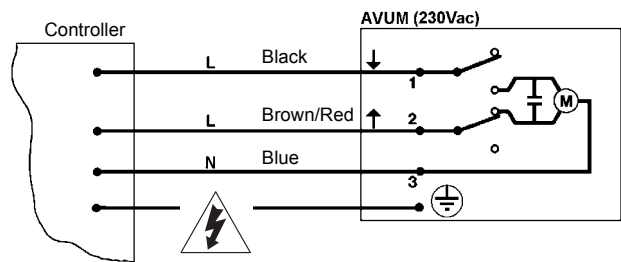 AVUM (230Vac)
Controller
L Black
1
L Brown/Red 2
M
N Blue
3